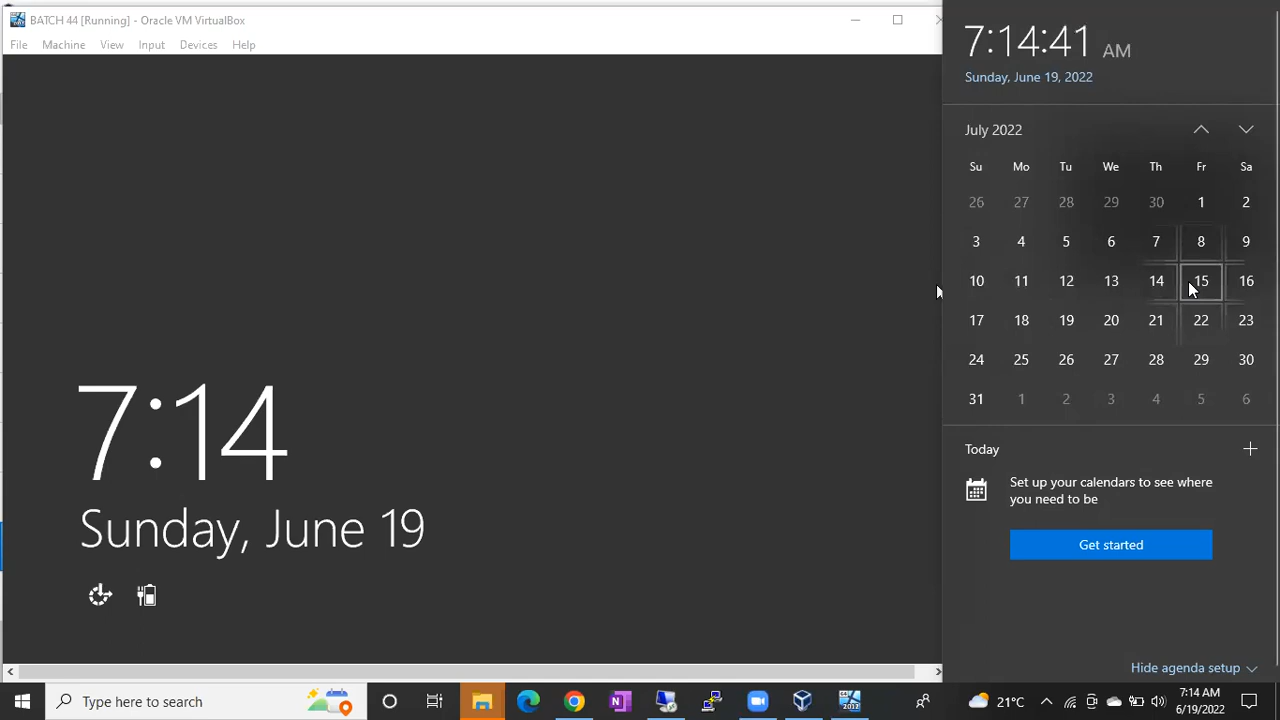 BATCH 44 [Running] - Oracle VM VirtualBox
File Machine View Input Devices Help
7:14
Sunday, June 19
7:14:41 AM
Sunday, June 19, 2022
July 2022
Su Mo Tu We Th Fr Sa
26 27 28 29 30 1 2
3 4 5 6 7 8 9
10 11 12 13 14 15 16
17 18 19 20 21 22 23
24 25 26 27 28 29 30
31 1 2 3 4 5 6
Today
Set up your calendars to see where
you need to be
Get started
Hide agenda setup
Type here to search
21°C
7:14 AM
6/19/2022